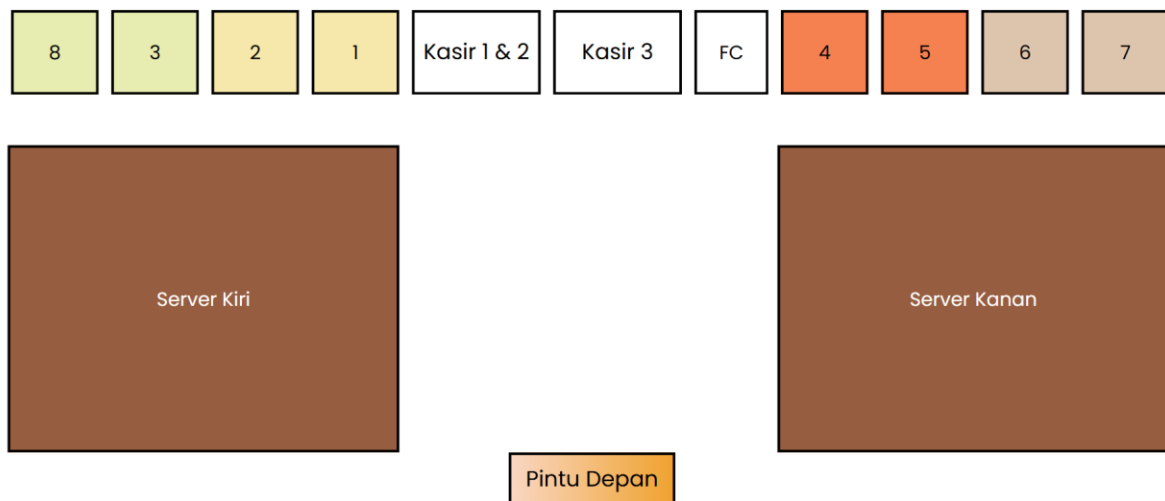 8
3
2
1
Kasir 1 & 2
Kasir 3
FC
4
5
6
7
Server Kiri
Server Kanan
Pintu Depan